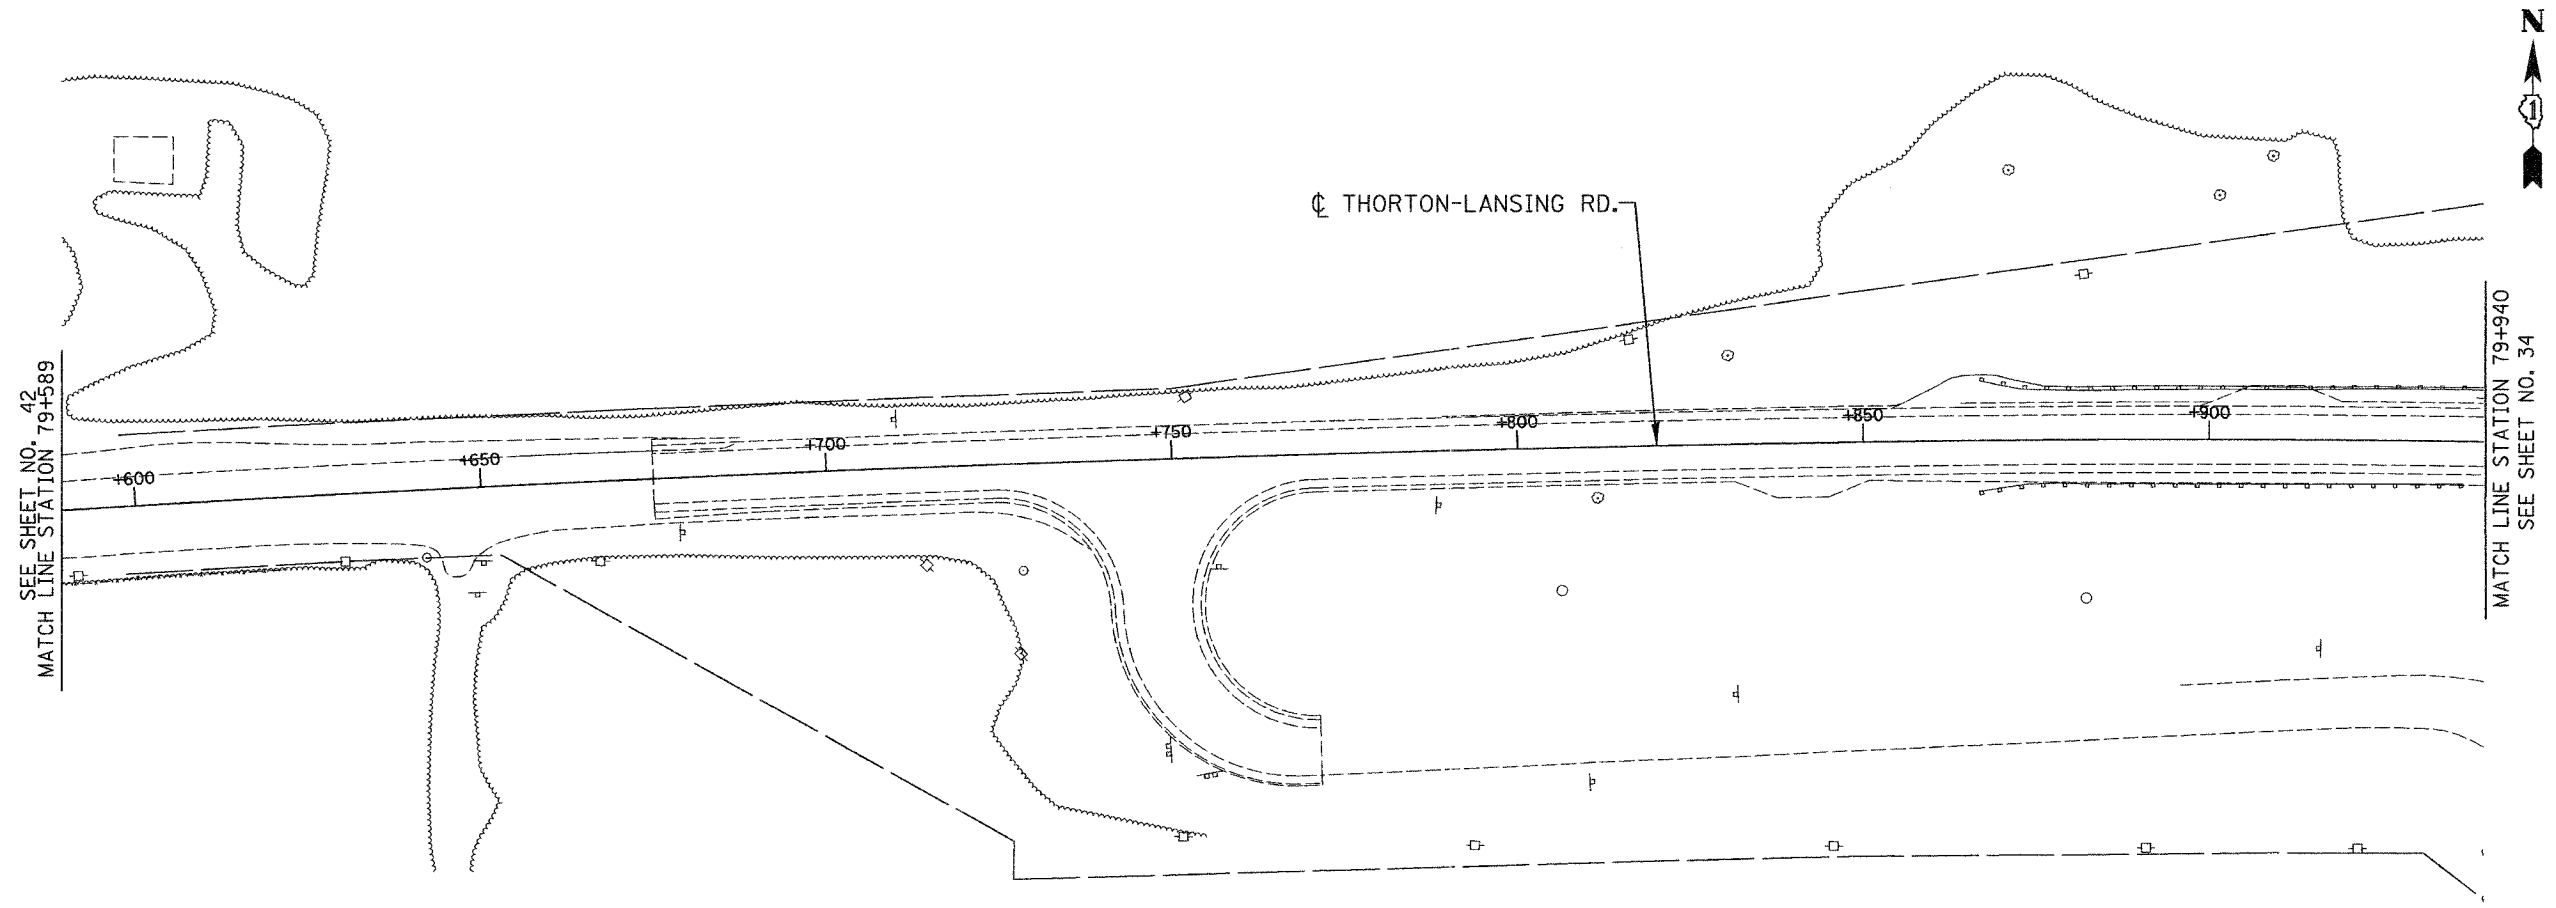 N
1
℄ THORTON-LANSING RD.
SEE SHEET NO. 42
MATCH LINE STATION 79+589
+600
+650
+700
+750
+800
+850
+900
MATCH LINE STATION 79+940
SEE SHEET NO. 34